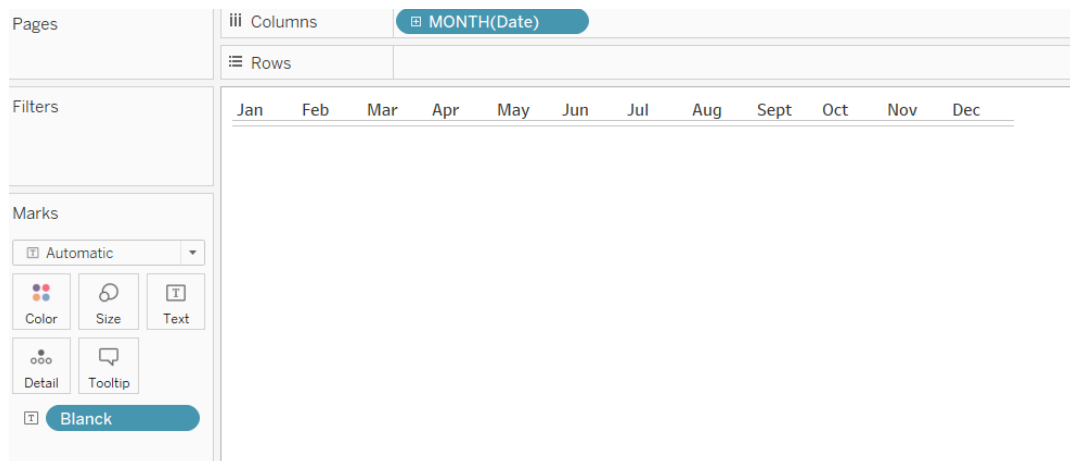 Pages
Columns
MONTH(Date)
Rows
Filters
Jan Feb Mar Apr May Jun Jul Aug Sept Oct Nov Dec
Marks
T Automatic
Color Size T Text
Detail Tooltip
T Blanck